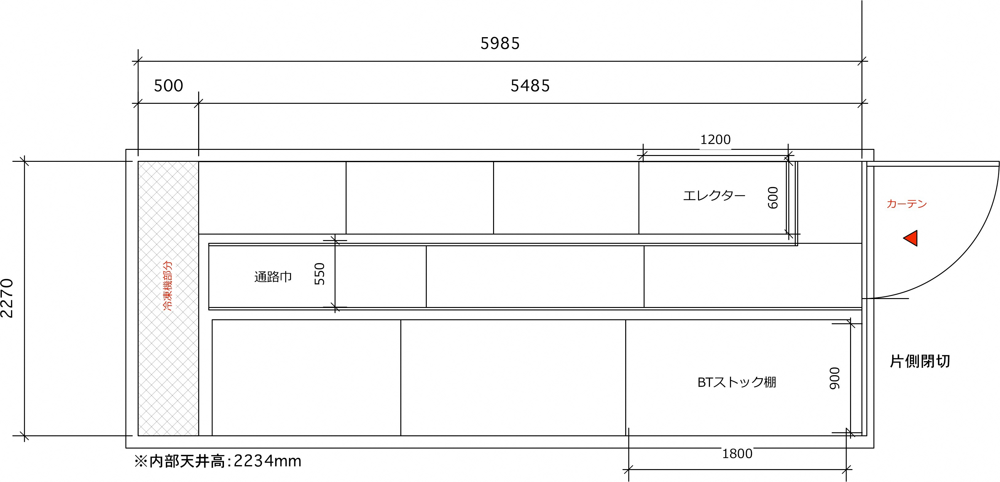 5985
500
5485
1200
エレクター
600
カーテン
冷凍機部分
通路巾
550
2270
片側閉切
BTストック棚
900
1800
※内部天井高:2234mm